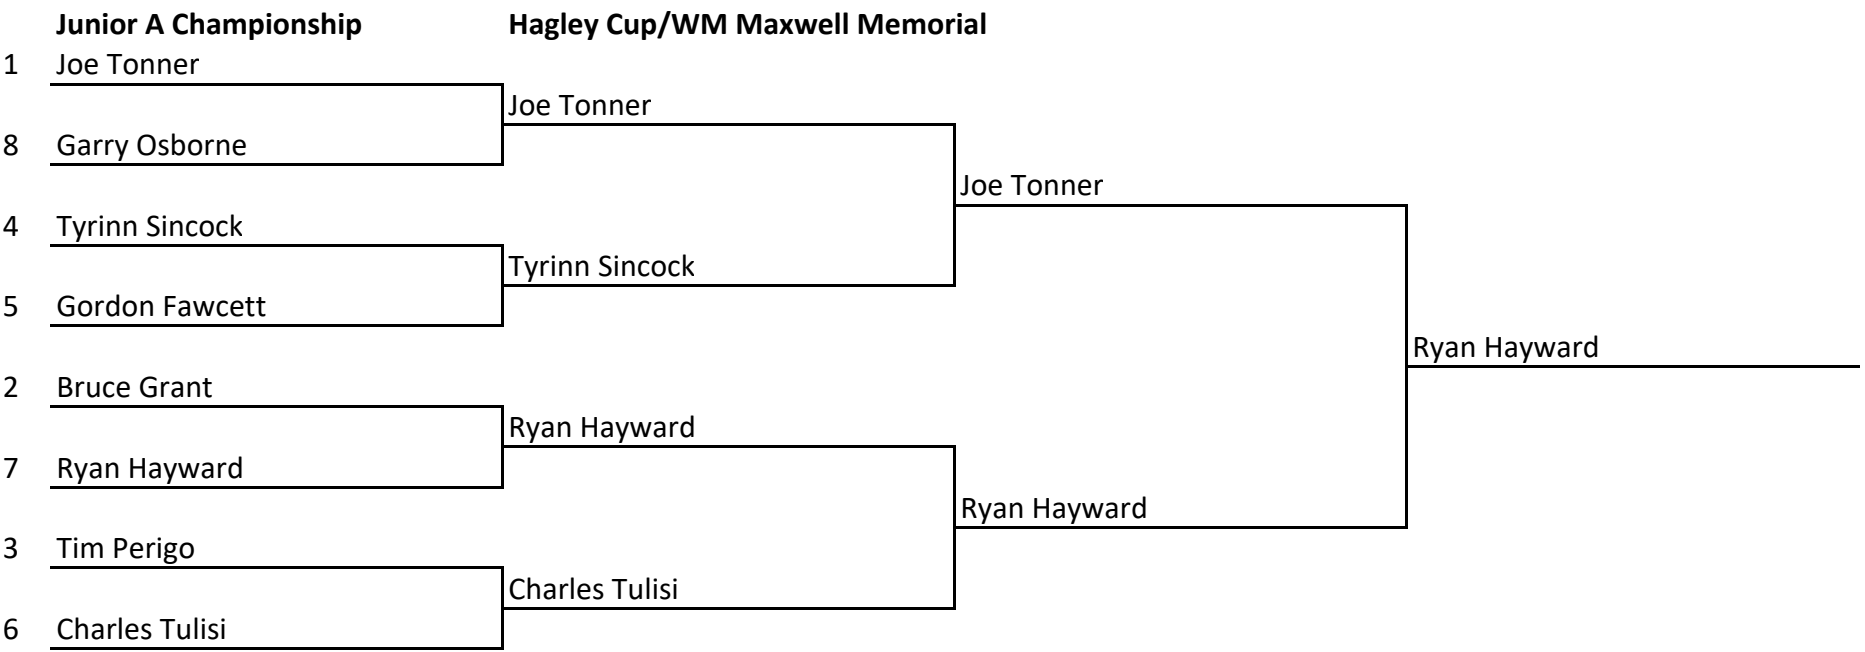 Junior A Championship Hagley Cup/WM Maxwell Memorial
1 Joe Tonner
Joe Tonner
8 Garry Osborne
Joe Tonner
4 Tyrinn Sincock
Tyrinn Sincock
5 Gordon Fawcett
Ryan Hayward
2 Bruce Grant
Ryan Hayward
7 Ryan Hayward
Ryan Hayward
3 Tim Perigo
Charles Tulisi
6 Charles Tulisi